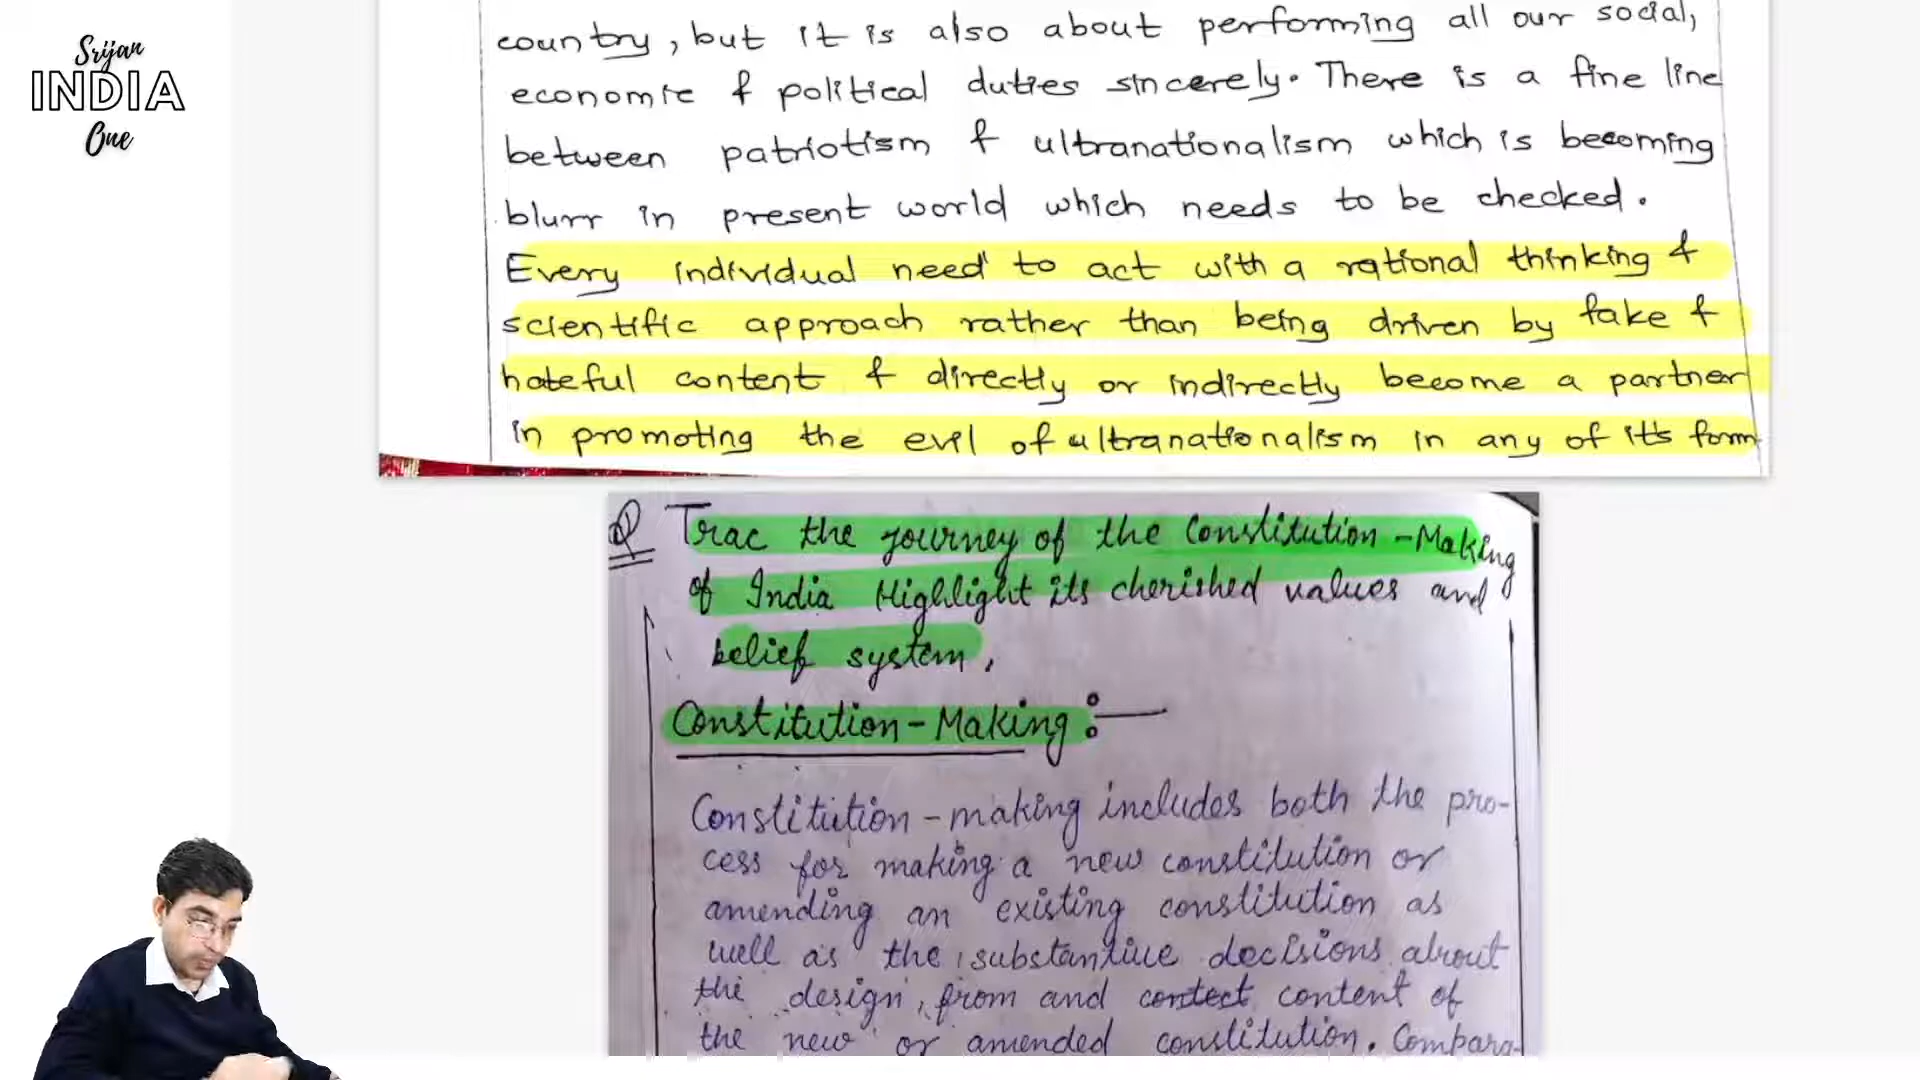 Srijan
INDIA
One
country, but it is also about performing all our social,
economic & political duties sincerely. There is a fine line
between patriotism & ultranationalism which is becoming
blurr in present world which needs to be checked.
Every individual need to act with a rational thinking &
scientific approach rather than being driven by fake &
hateful content & directly or indirectly become a partner
in promoting the evil of ultranationalism in any of it's form
Q Trac the journey of the Constitution-Making
of India Highlight its cherished values and
belief system.
Constitution-Making :-
Constitution-making includes both the pro-
cess for making a new constitution or
amending an existing constitution as
well as the substantive decisions about
the design, from and contect content of
the new or amended constitution. Compara-